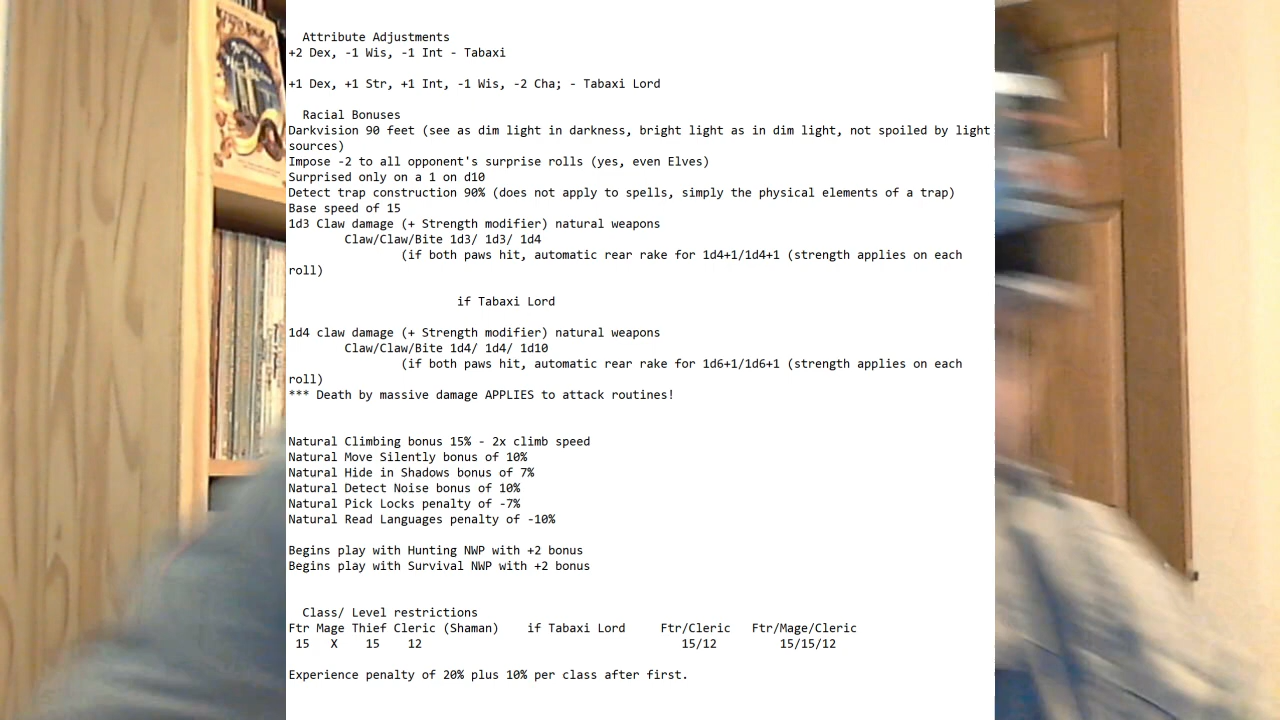 Attribute Adjustments
+2 Dex, -1 Wis, -1 Int - Tabaxi
+1 Dex, +1 Str, +1 Int, -1 Wis, -2 Cha; - Tabaxi Lord
Racial Bonuses
Darkvision 90 feet (see as dim light in darkness, bright light as in dim light, not spoiled by light
sources)
Impose -2 to all opponent's surprise rolls (yes, even Elves)
Surprised only on a 1 on d10
Detect trap construction 90% (does not apply to spells, simply the physical elements of a trap)
Base speed of 15
1d3 Claw damage (+ Strength modifier) natural weapons
Claw/Claw/Bite 1d3/ 1d3/ 1d4
(if both paws hit, automatic rear rake for 1d4+1/1d4+1 (strength applies on each
roll)
if Tabaxi Lord
1d4 claw damage (+ Strength modifier) natural weapons
Claw/Claw/Bite 1d4/ 1d4/ 1d10
(if both paws hit, automatic rear rake for 1d6+1/1d6+1 (strength applies on each
roll)
*** Death by massive damage APPLIES to attack routines!
Natural Climbing bonus 15% - 2x climb speed
Natural Move Silently bonus of 10%
Natural Hide in Shadows bonus of 7%
Natural Detect Noise bonus of 10%
Natural Pick Locks penalty of -7%
Natural Read Languages penalty of -10%
Begins play with Hunting NWP with +2 bonus
Begins play with Survival NWP with +2 bonus
Class/ Level restrictions
Ftr Mage Thief Cleric (Shaman) if Tabaxi Lord Ftr/Cleric Ftr/Mage/Cleric
15 X 15 12 15/12 15/15/12
Experience penalty of 20% plus 10% per class after first.